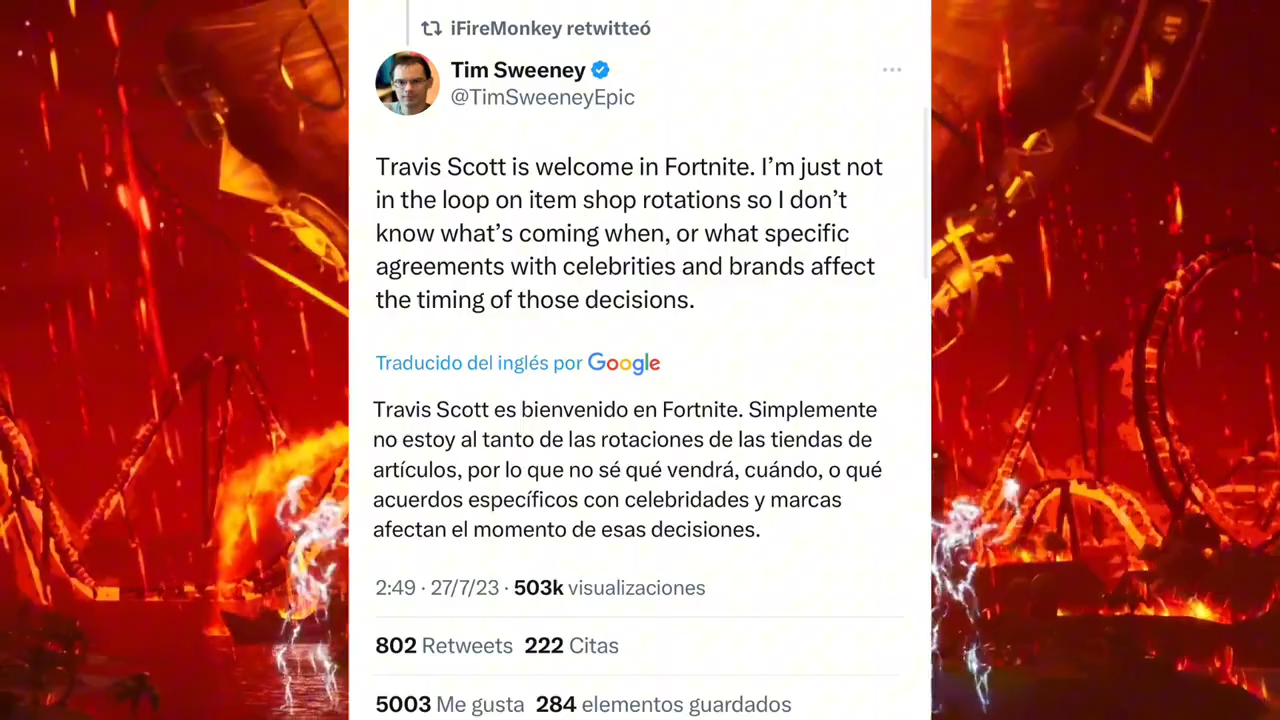 iFireMonkey retwitteó
Tim Sweeney
@TimSweeneyEpic
Travis Scott is welcome in Fortnite. I’m just not
in the loop on item shop rotations so I don’t
know what’s coming when, or what specific
agreements with celebrities and brands affect
the timing of those decisions.
Traducido del inglés por Google
Travis Scott es bienvenido en Fortnite. Simplemente
no estoy al tanto de las rotaciones de las tiendas de
artículos, por lo que no sé qué vendrá, cuándo, o qué
acuerdos específicos con celebridades y marcas
afectan el momento de esas decisiones.
2:49 · 27/7/23 · 503k visualizaciones
802 Retweets 222 Citas
5003 Me gusta 284 elementos guardados